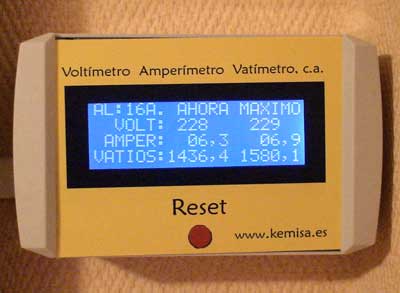 Voltímetro Amperímetro Vatímetro, c.a.
AL:16A. AHORA MAXIMO
VOLT: 228 229
AMPER: 06,3 06,9
VATIOS:1436,4 1580,1
Reset
www.kemisa.es